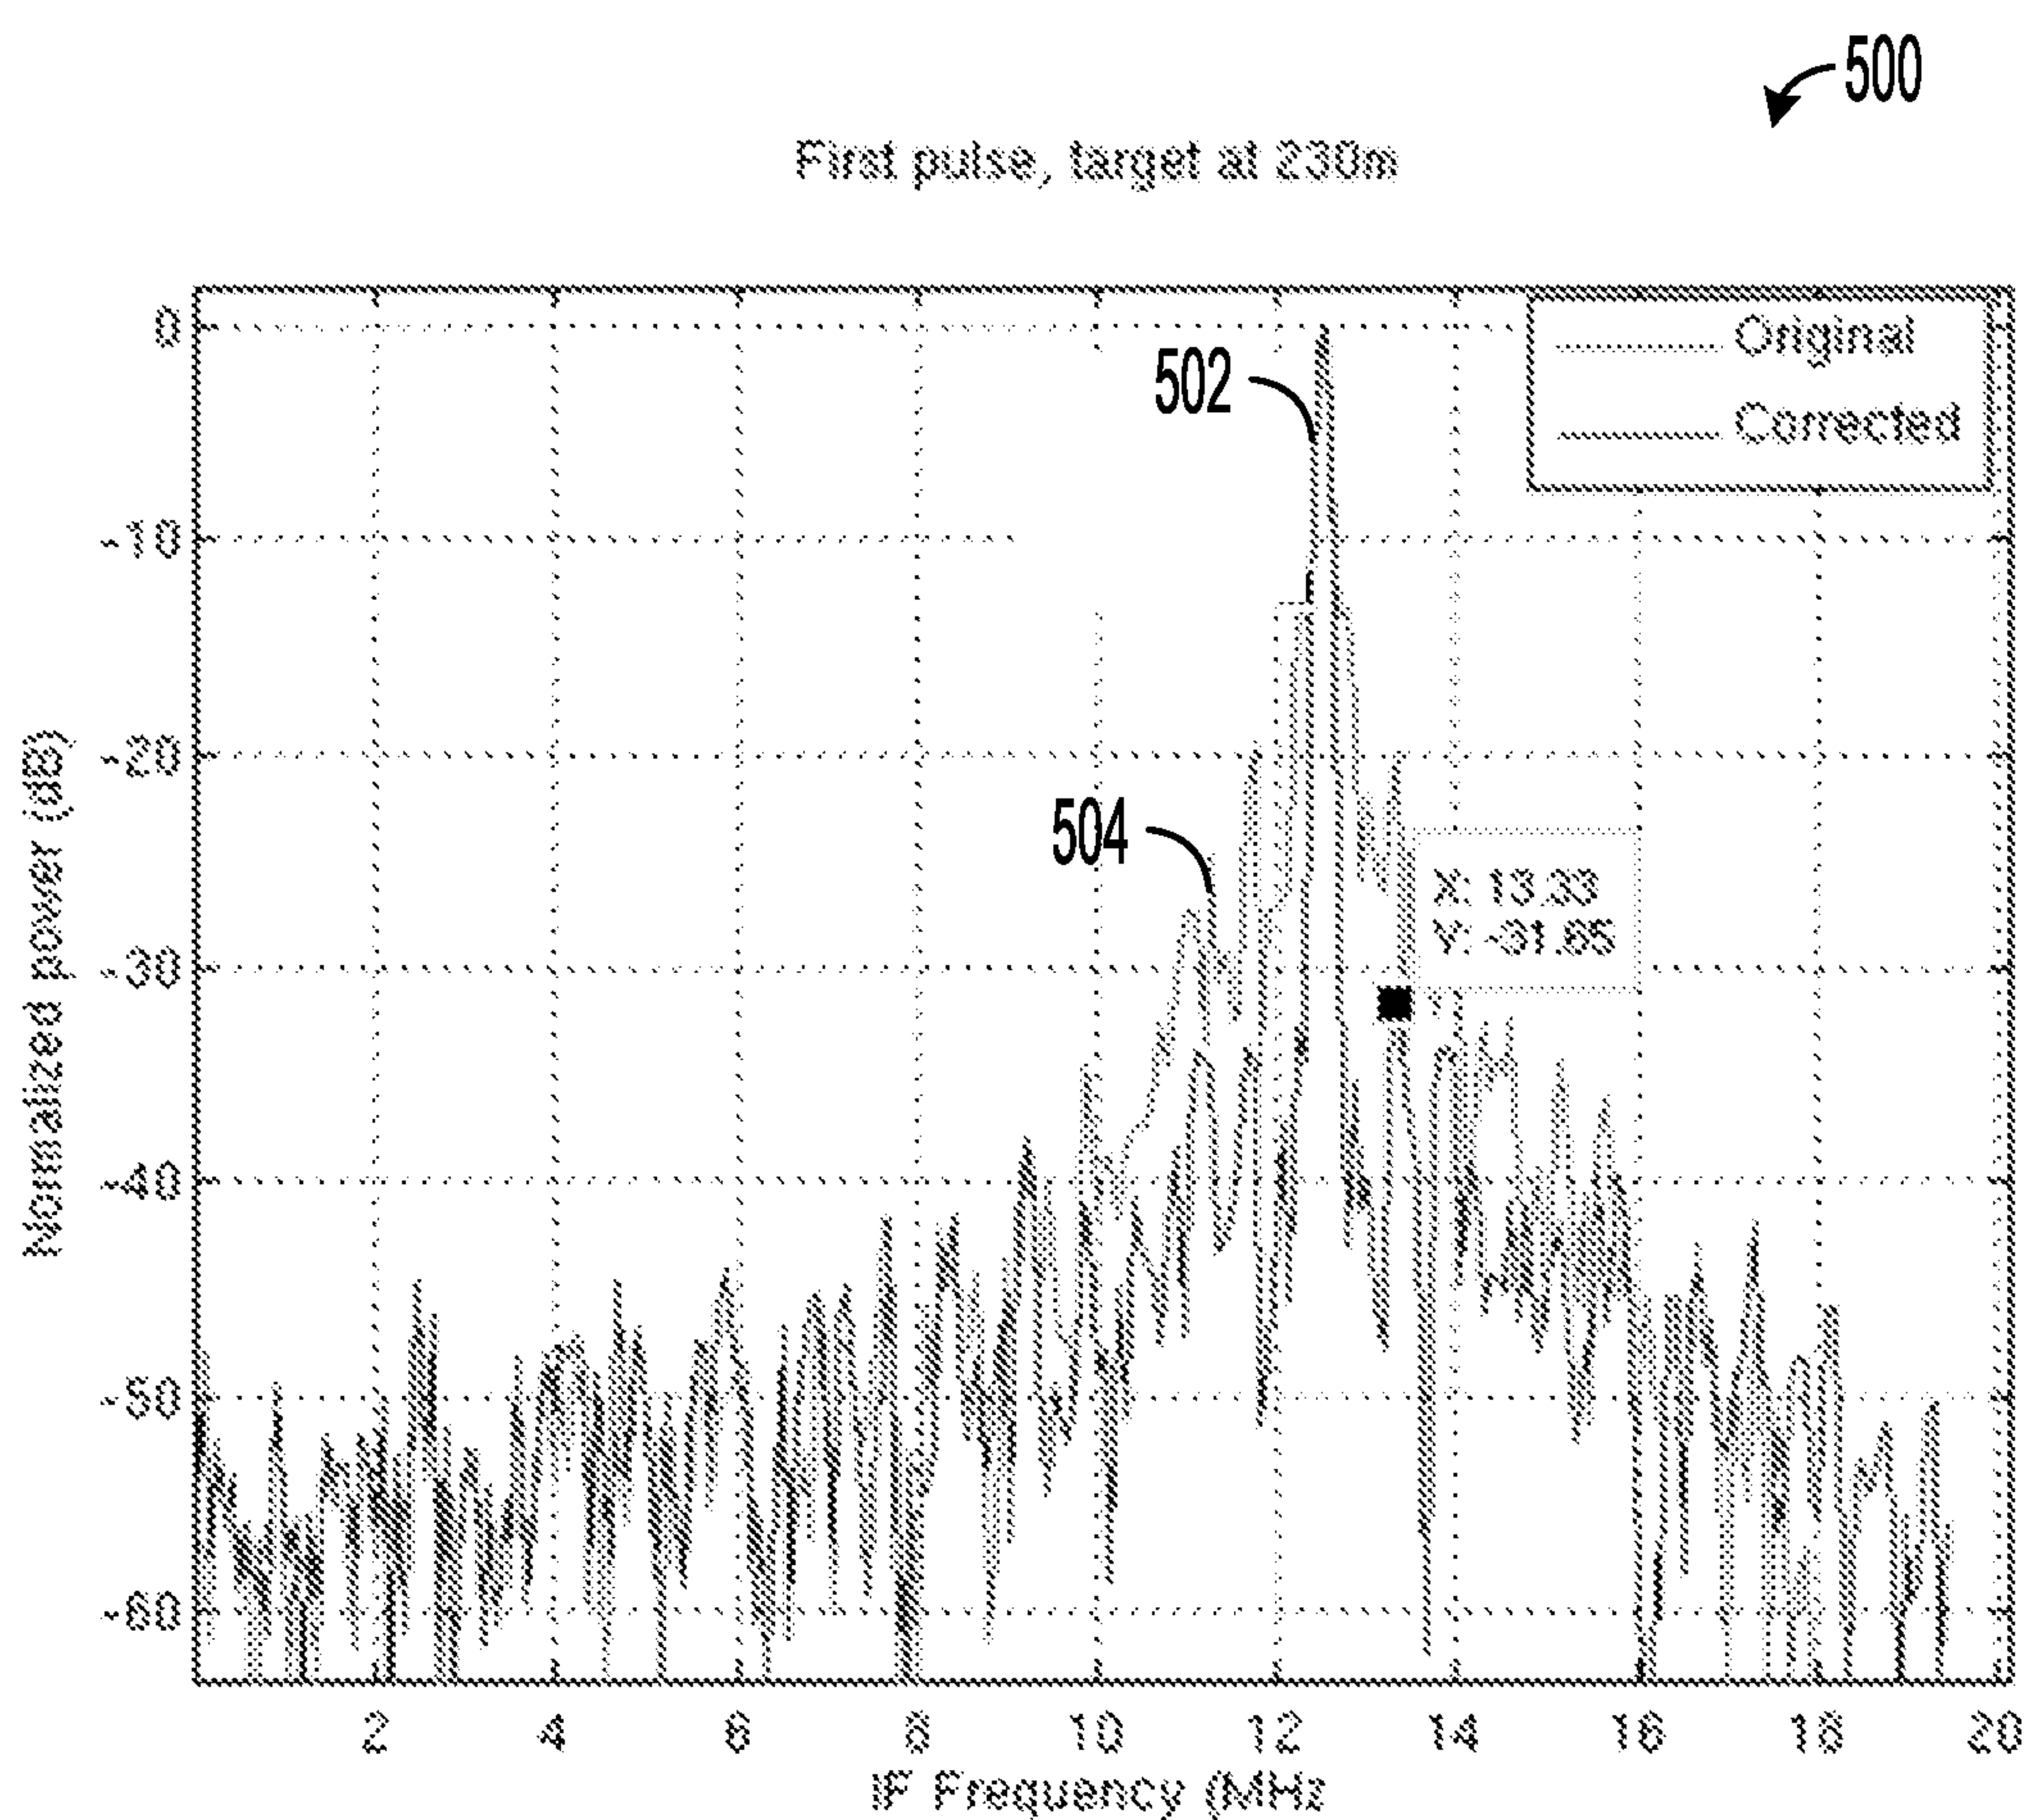 500
First pulse, target at 230m
0
-10
-20
-30
-40
-50
-60
Normalized power (dB)
502
504
Original
Corrected
X: 13.33
Y: -31.65
2 4 6 8 10 12 14 16 18 20
IF Frequency (MHz